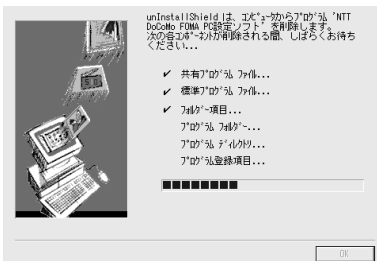 unInstallShield は、ｺﾝﾋﾟｭｰﾀからﾌﾟﾛｸﾞﾗﾑ 'NTT
DoCoMo FOMA PC設定ソフト' を削除します。
次の各ｺﾝﾎﾟｰﾈﾝﾄが削除される間、しばらくお待ち
ください...
✔ 共有ﾌﾟﾛｸﾞﾗﾑ ﾌｧｲﾙ...
✔ 標準ﾌﾟﾛｸﾞﾗﾑ ﾌｧｲﾙ...
✔ ﾌｫﾙﾀﾞｰ項目...
ﾌﾟﾛｸﾞﾗﾑ ﾌｫﾙﾀﾞｰ...
ﾌﾟﾛｸﾞﾗﾑ ﾃﾞｨﾚｸﾄﾘ...
ﾌﾟﾛｸﾞﾗﾑ登録項目...
OK